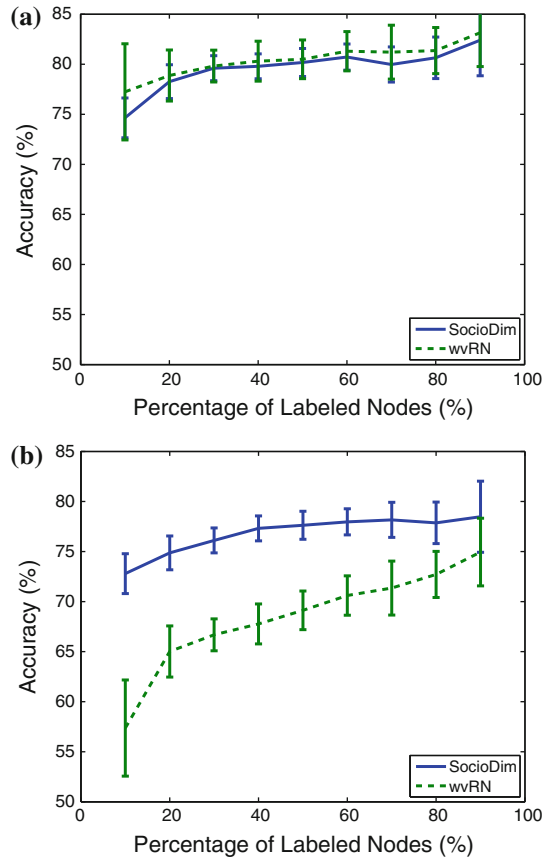 (a)
85
80
75
70
65
60
55
50
Accuracy (%)
SocioDim
wvRN
0 20 40 60 80 100
Percentage of Labeled Nodes (%)
(b)
85
80
75
70
65
60
55
50
Accuracy (%)
SocioDim
wvRN
0 20 40 60 80 100
Percentage of Labeled Nodes (%)